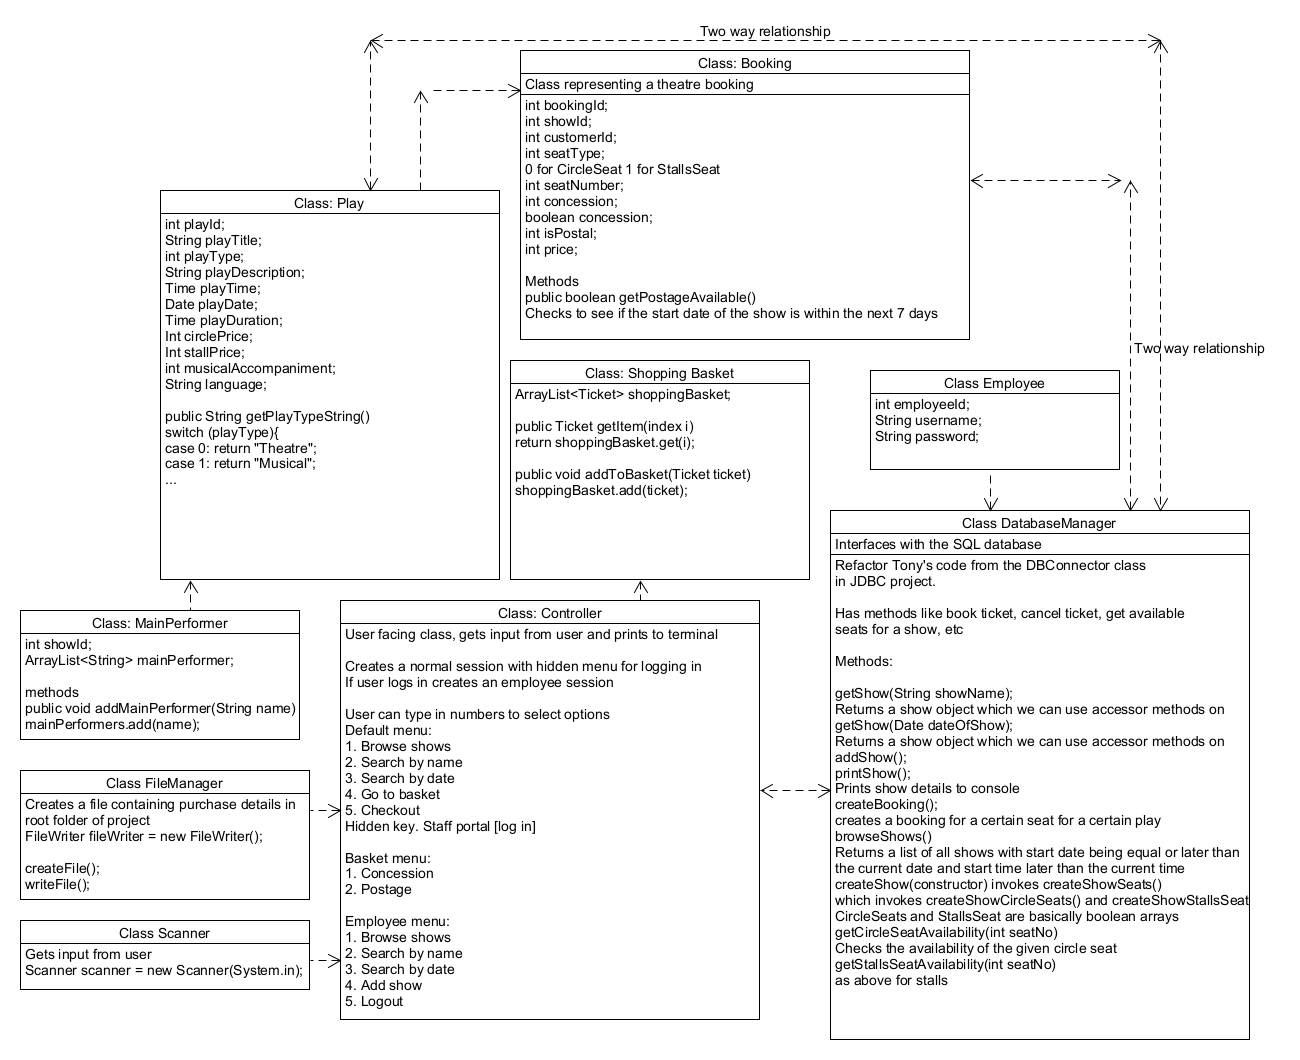 Two way relationship
Class: Booking
Class representing a theatre booking
int bookingId;
int showId;
int customerId;
int seatType;
0 for CircleSeat 1 for StallsSeat
int seatNumber;
int concession;
boolean concession;
int isPostal;
int price;
Methods
public boolean getPostageAvailable()
Checks to see if the start date of the show is within the next 7 days
Class: Play
int playId;
String playTitle;
int playType;
String playDescription;
Time playTime;
Date playDate;
Time playDuration;
Int circlePrice;
Int stallPrice;
int musicalAccompaniment;
String language;
public String getPlayTypeString()
switch (playType){
case 0: return "Theatre";
case 1: return "Musical";
...
Two way relationship
Class: Shopping Basket
ArrayList<Ticket> shoppingBasket;
public Ticket getItem(index i)
return shoppingBasket.get(i);
public void addToBasket(Ticket ticket)
shoppingBasket.add(ticket);
Class Employee
int employeeId;
String username;
String password;
Class DatabaseManager
Interfaces with the SQL database
Refactor Tony's code from the DBConnector class
in JDBC project.
Has methods like book ticket, cancel ticket, get available
seats for a show, etc
Methods:
getShow(String showName);
Returns a show object which we can use accessor methods on
getShow(Date dateOfShow);
Returns a show object which we can use accessor methods on
addShow();
printShow();
Prints show details to console
createBooking();
creates a booking for a certain seat for a certain play
browseShows()
Returns a list of all shows with start date being equal or later than
the current date and start time later than the current time
createShow(constructor) invokes createShowSeats()
which invokes createShowCircleSeats() and createShowStallsSeat
CircleSeats and StallsSeat are basically boolean arrays
getCircleSeatAvailability(int seatNo)
Checks the availability of the given circle seat
getStallsSeatAvailability(int seatNo)
as above for stalls
Class: MainPerformer
int showId;
ArrayList<String> mainPerformer;
methods
public void addMainPerformer(String name)
mainPerformers.add(name);
Class: Controller
User facing class, gets input from user and prints to terminal
Creates a normal session with hidden menu for logging in
If user logs in creates an employee session
User can type in numbers to select options
Default menu:
1. Browse shows
2. Search by name
3. Search by date
4. Go to basket
5. Checkout
Hidden key. Staff portal [log in]
Basket menu:
1. Concession
2. Postage
Employee menu:
1. Browse shows
2. Search by name
3. Search by date
4. Add show
5. Logout
Class FileManager
Creates a file containing purchase details in
root folder of project
FileWriter fileWriter = new FileWriter();
createFile();
writeFile();
Class Scanner
Gets input from user
Scanner scanner = new Scanner(System.in);